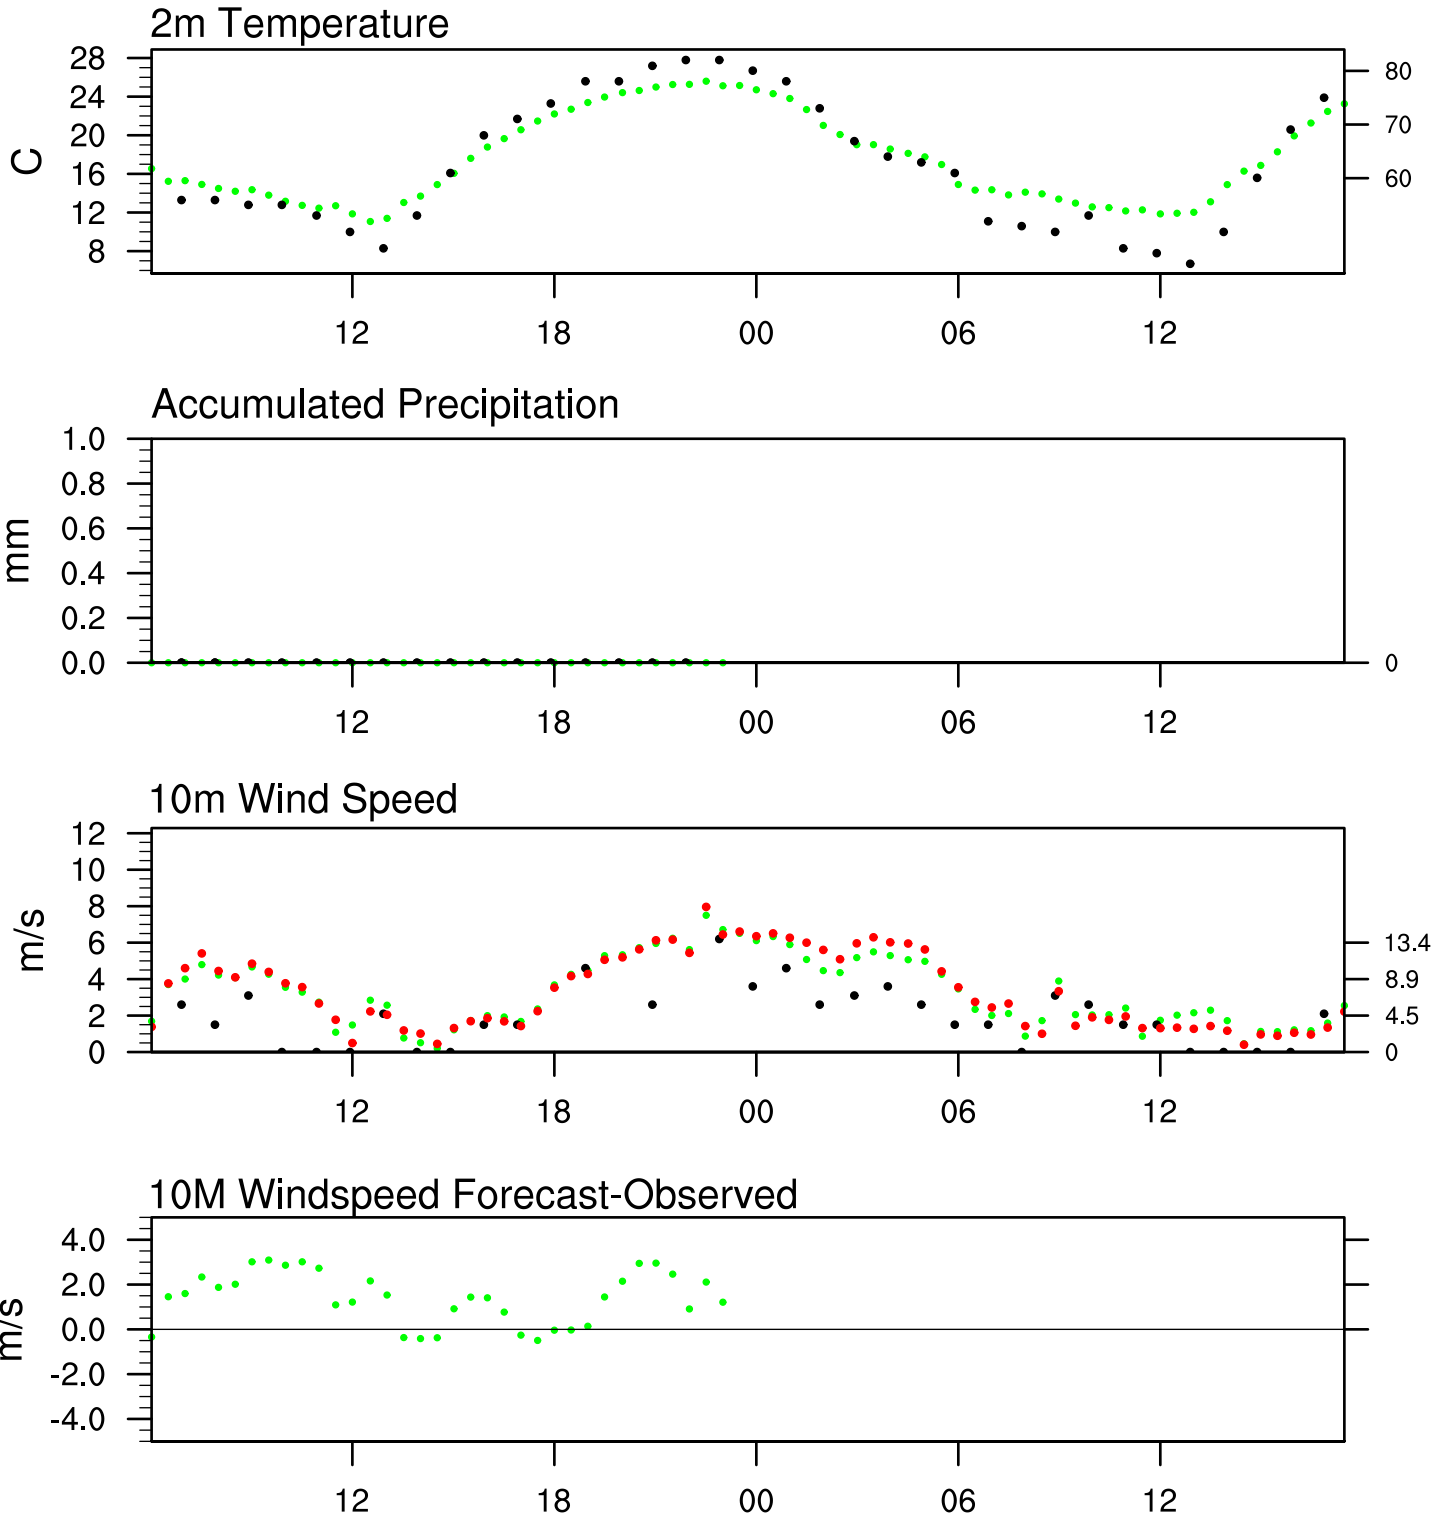 2m Temperature
28
24
20
16
12
8
C
80
70
60
12 18 00 06 12
Accumulated Precipitation
1.0
0.8
0.6
0.4
0.2
0.0
mm
0
12 18 00 06 12
10m Wind Speed
12
10
8
6
4
2
0
m/s
13.4
8.9
4.5
0
12 18 00 06 12
10M Windspeed Forecast-Observed
4.0
2.0
0.0
-2.0
-4.0
m/s
12 18 00 06 12